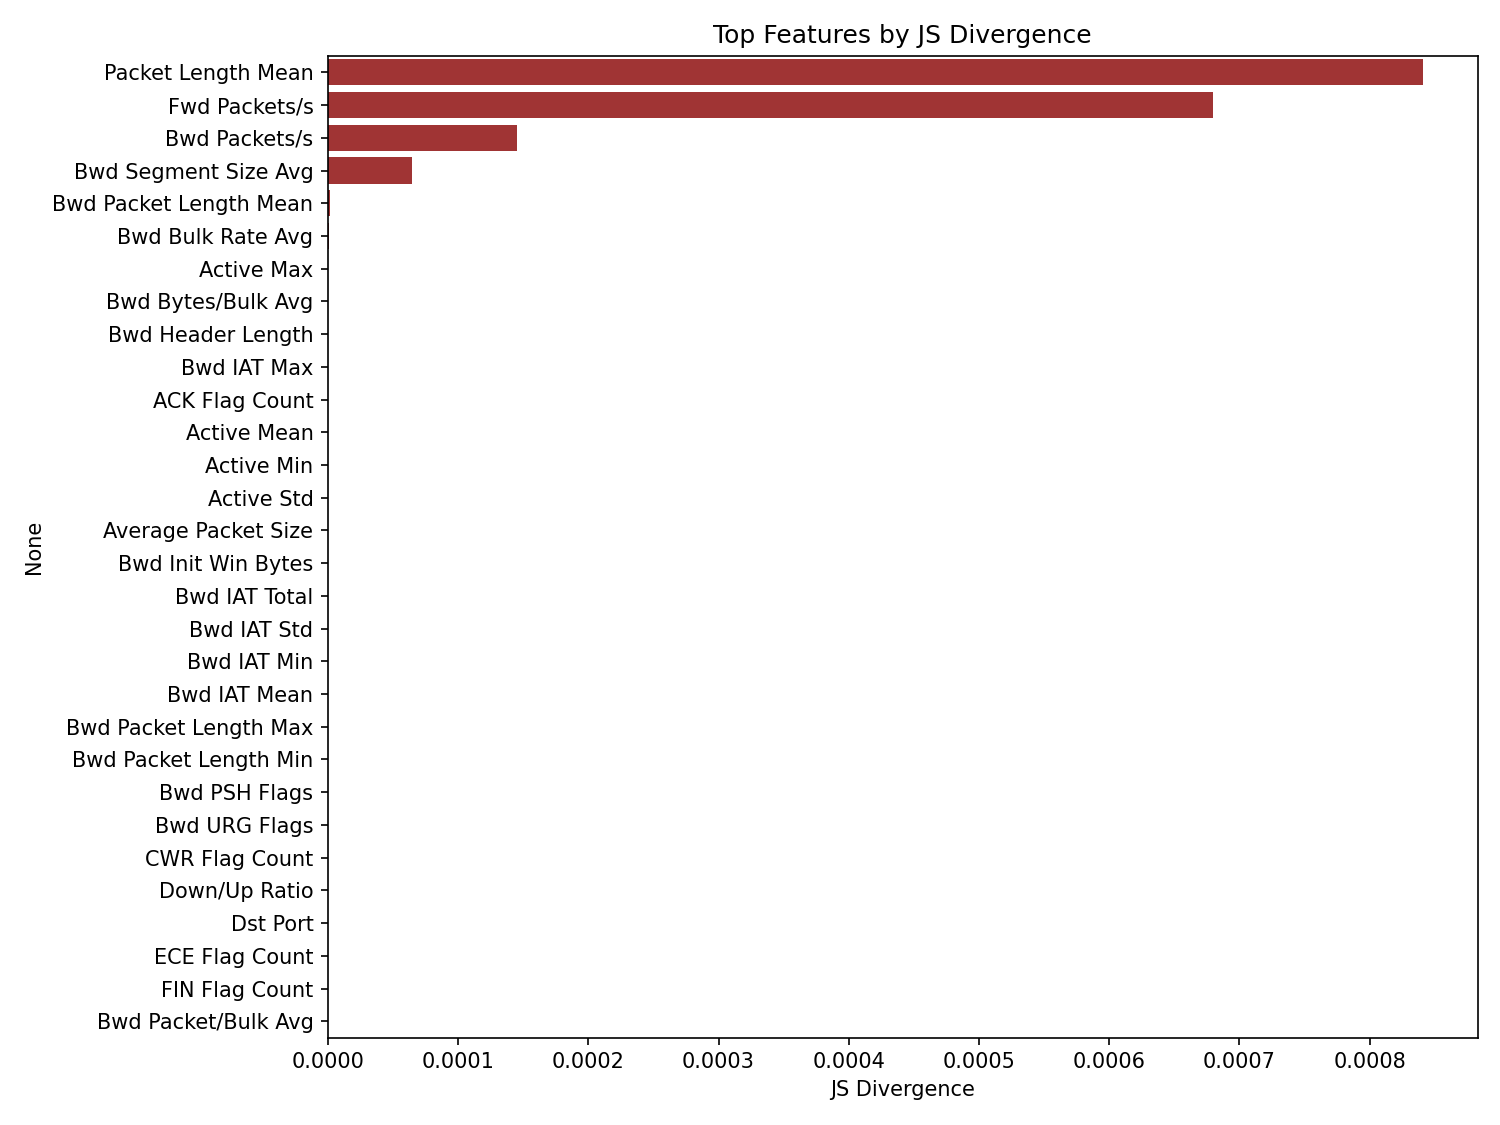 Top Features by JS Divergence
Packet Length Mean
Fwd Packets/s
Bwd Packets/s
Bwd Segment Size Avg
Bwd Packet Length Mean
Bwd Bulk Rate Avg
Active Max
Bwd Bytes/Bulk Avg
Bwd Header Length
Bwd IAT Max
ACK Flag Count
Active Mean
Active Min
Active Std
Average Packet Size
Bwd Init Win Bytes
Bwd IAT Total
Bwd IAT Std
Bwd IAT Min
Bwd IAT Mean
Bwd Packet Length Max
Bwd Packet Length Min
Bwd PSH Flags
Bwd URG Flags
CWR Flag Count
Down/Up Ratio
Dst Port
ECE Flag Count
FIN Flag Count
Bwd Packet/Bulk Avg
None
0.0000 0.0001 0.0002 0.0003 0.0004 0.0005 0.0006 0.0007 0.0008
JS Divergence